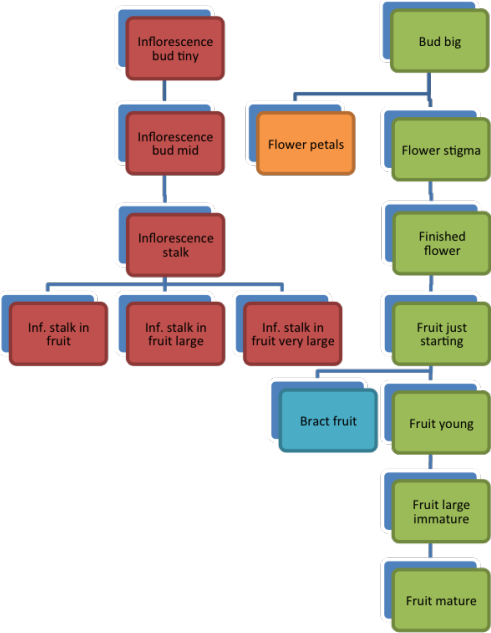 Inflorescence
bud tiny
Inflorescence
bud mid
Inflorescence
stalk
Inf. stalk in
fruit
Inf. stalk in
fruit large
Inf. stalk in
fruit very large
Bud big
Flower petals
Flower stigma
Finished
flower
Fruit just
starting
Bract fruit
Fruit young
Fruit large
immature
Fruit mature